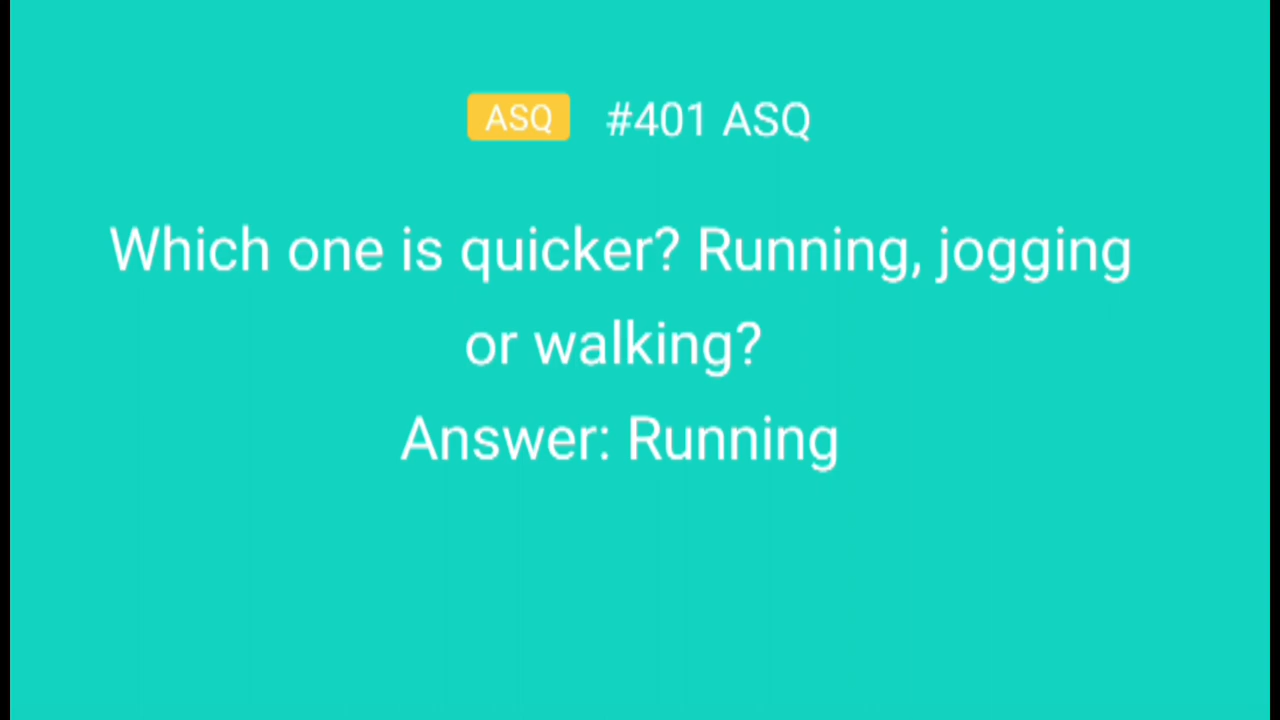 ASQ #401 ASQ
Which one is quicker? Running, jogging
or walking?
Answer: Running